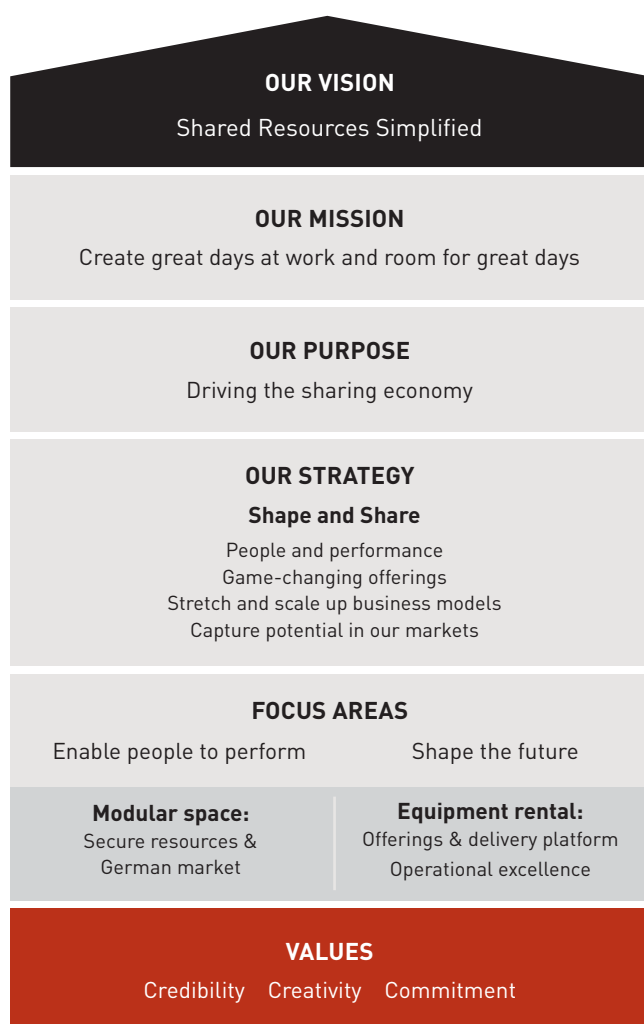 OUR VISION
Shared Resources Simplified
OUR MISSION
Create great days at work and room for great days
OUR PURPOSE
Driving the sharing economy
OUR STRATEGY
Shape and Share
People and performance
Game-changing offerings
Stretch and scale up business models
Capture potential in our markets
FOCUS AREAS
Enable people to perform
Shape the future
Modular space:
Secure resources &
German market
Equipment rental:
Offerings & delivery platform
Operational excellence
VALUES
Credibility Creativity Commitment